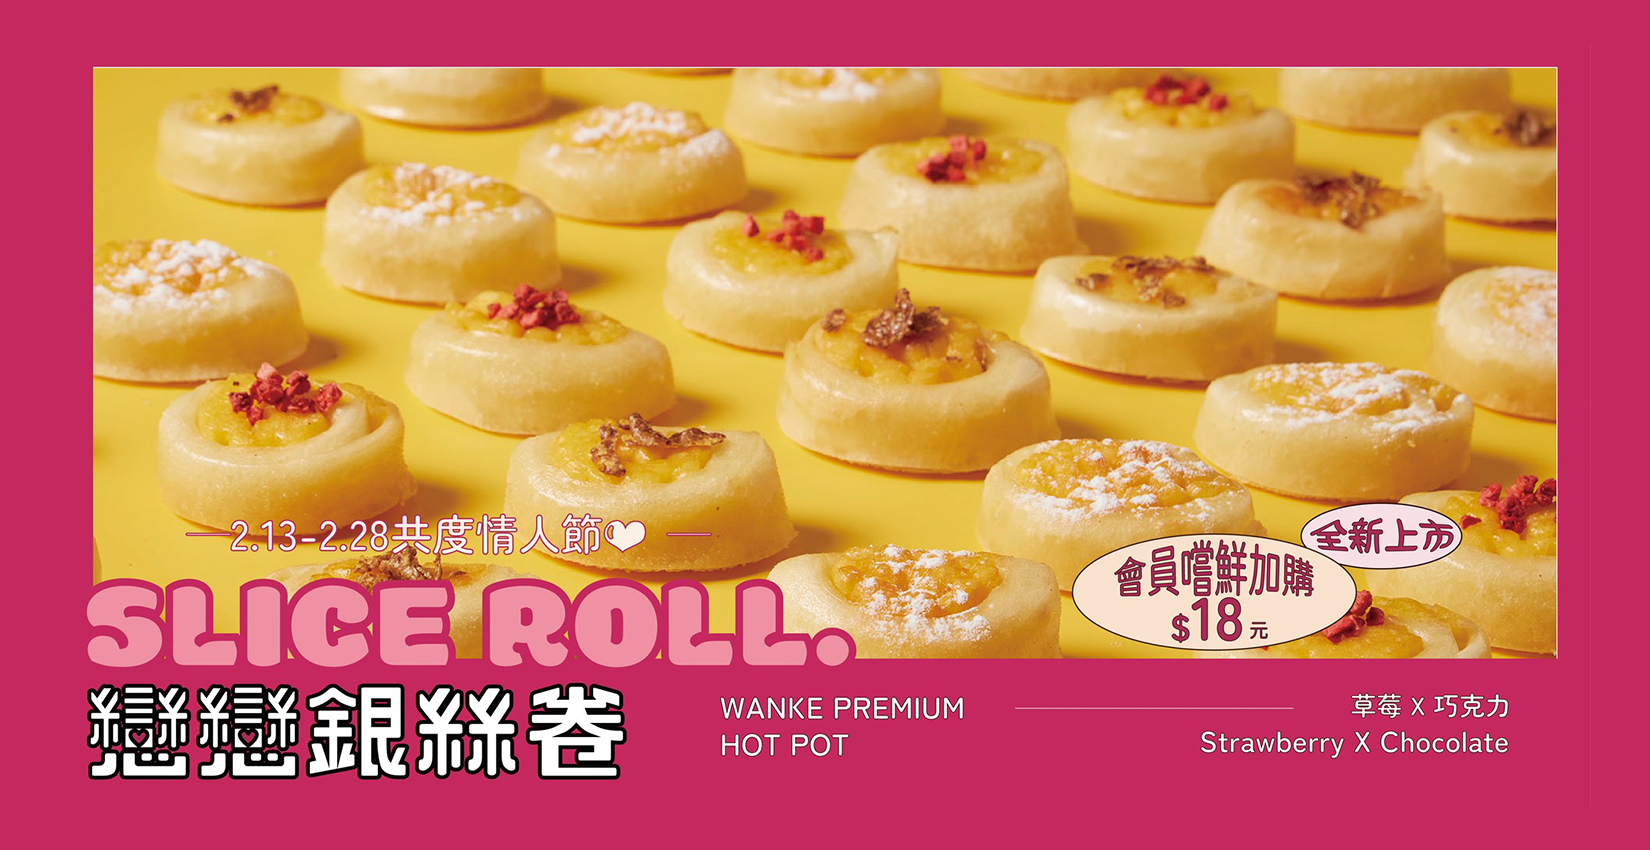 2.13-2.28共度情人節
SLICE ROLL.
戀戀銀絲卷
全新上市
會員嚐鮮加購
$18元
WANKE PREMIUM
HOT POT
草莓 X 巧克力
Strawberry X Chocolate